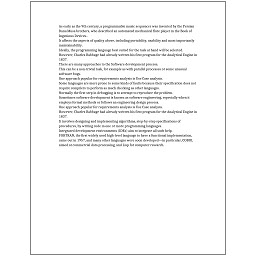 As early as the 9th century, a programmable music sequencer was invented by the Persian
Banu Musa brothers, who described an automated mechanical flute player in the Book of
Ingenious Devices.
It affects the aspects of quality above, including portability, usability and most importantly
maintainability.
Ideally, the programming language best suited for the task at hand will be selected.
However, Charles Babbage had already written his first program for the Analytical Engine in
1837.
There are many approaches to the Software development process.
This can be a non-trivial task, for example as with parallel processes or some unusual
software bugs.
One approach popular for requirements analysis is Use Case analysis.
Some languages are more prone to some kinds of faults because their specification does not
require compilers to perform as much checking as other languages.
Normally the first step in debugging is to attempt to reproduce the problem.
Sometimes software development is known as software engineering, especially when it
employs formal methods or follows an engineering design process.
One approach popular for requirements analysis is Use Case analysis.
However, Charles Babbage had already written his first program for the Analytical Engine in
1837.
It involves designing and implementing algorithms, step-by-step specifications of
procedures, by writing code in one or more programming languages.
Integrated development environments (IDEs) aim to integrate all such help.
FORTRAN, the first widely used high-level language to have a functional implementation,
came out in 1957, and many other languages were soon developed—in particular, COBOL
aimed at commercial data processing, and Lisp for computer research.